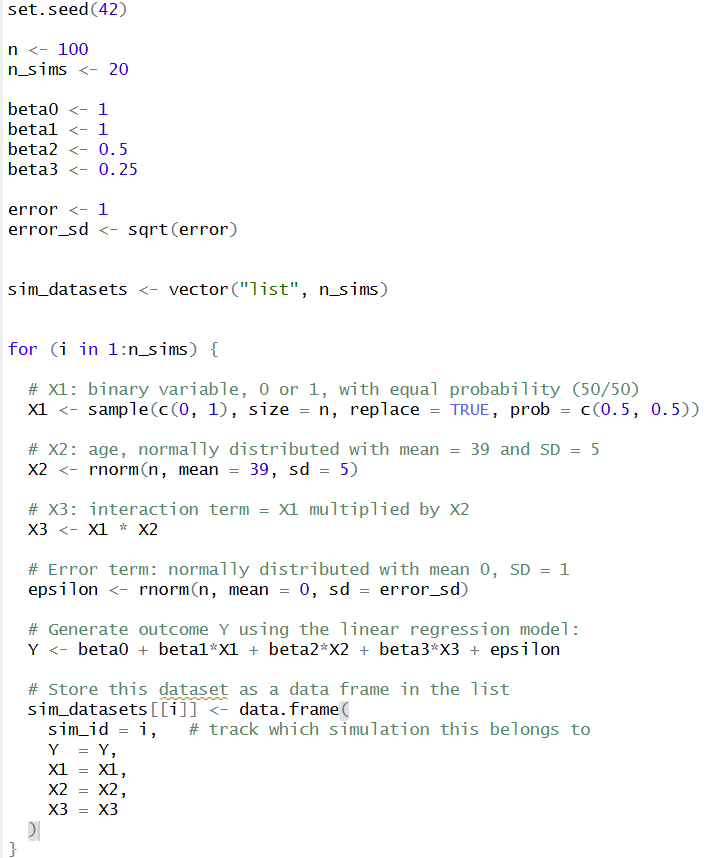 set.seed(42)
n <- 100
n_sims <- 20
beta0 <- 1
beta1 <- 1
beta2 <- 0.5
beta3 <- 0.25
error <- 1
error_sd <- sqrt(error)
sim_datasets <- vector("list", n_sims)
for (i in 1:n_sims) {
# X1: binary variable, 0 or 1, with equal probability (50/50)
X1 <- sample(c(0, 1), size = n, replace = TRUE, prob = c(0.5, 0.5))
# X2: age, normally distributed with mean = 39 and SD = 5
X2 <- rnorm(n, mean = 39, sd = 5)
# X3: interaction term = X1 multiplied by X2
X3 <- X1 * X2
# Error term: normally distributed with mean 0, SD = 1
epsilon <- rnorm(n, mean = 0, sd = error_sd)
# Generate outcome Y using the linear regression model:
Y <- beta0 + beta1*X1 + beta2*X2 + beta3*X3 + epsilon
# Store this dataset as a data frame in the list
sim_datasets[[i]] <- data.frame(
sim_id = i,   # track which simulation this belongs to
Y  = Y,
X1 = X1,
X2 = X2,
X3 = X3
)
}